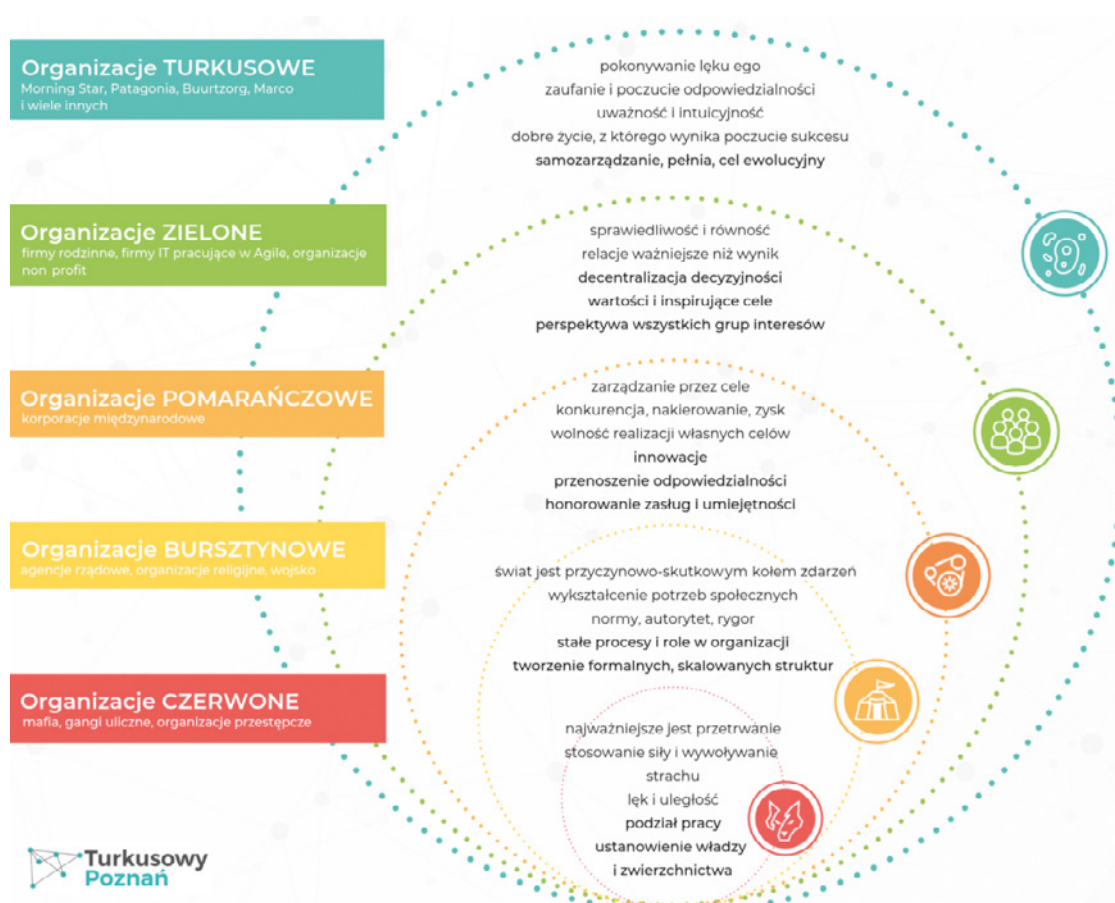 Organizacje TURKUSOWE
Morning Star, Patagonia, Buurtzorg, Marco
i wiele innych
pokonywanie lęku ego
zaufanie i poczucie odpowiedzialności
uważność i intuicyjność
dobre życie, z którego wynika poczucie sukcesu
samozarządzanie, pełnia, cel ewolucyjny
Organizacje ZIELONE
firmy rodzinne, firmy IT pracujące w Agile, organizacje
non profit
sprawiedliwość i równość
relacje ważniejsze niż wynik
decentralizacja decyzyjności
wartości i inspirujące cele
perspektywa wszystkich grup interesów
Organizacje POMARAŃCZOWE
korporacje międzynarodowe
zarządzanie przez cele
konkurencja, nakierowanie, zysk
wolność realizacji własnych celów
innowacje
przenoszenie odpowiedzialności
honorowanie zasług i umiejętności
Organizacje BURSZTYNOWE
agencje rządowe, organizacje religijne, wojsko
świat jest przyczynowo-skutkowym kołem zdarzeń
wykształcenie potrzeb społecznych
normy, autorytet, rygor
stałe procesy i role w organizacji
tworzenie formalnych, skalowanych struktur
Organizacje CZERWONE
mafia, gangi uliczne, organizacje przestępcze
najważniejsze jest przetrwanie
stosowanie siły i wywoływanie
strachu
lęk i uległość
podział pracy
ustanowienie władzy
i zwierzchnictwa
Turkusowy
Poznań